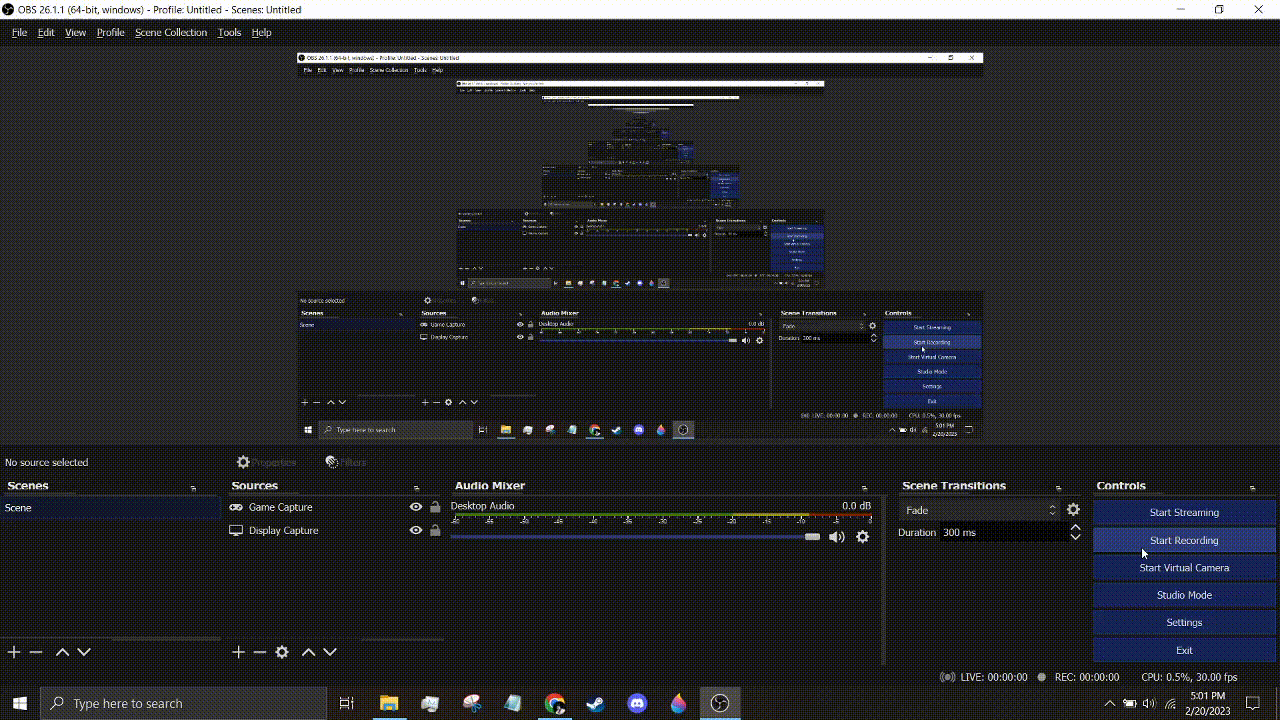 OBS 26.1.1 (64-bit, windows) - Profile: Untitled - Scenes: Untitled
File Edit View Profile Scene Collection Tools Help
OBS 26.1.1 (64-bit, windows) - Profile: Untitled - Scenes: Untitled
File Edit View Profile Scene Collection Tools Help
No source selected
Scenes Sources Audio Mixer Scene Transitions Controls
Scene Game Capture Desktop Audio 0.0 dB Fade Start Streaming
Display Capture Duration 300 ms Start Recording
Start Virtual Camera
Studio Mode
Settings
Exit
LIVE: 00:00:00 REC: 00:00:00 CPU: 0.5%, 30.00 fps
Type here to search 5:01 PM
2/20/2023
No source selected Properties Filters
Scenes Sources Audio Mixer Scene Transitions Controls
Scene Game Capture Desktop Audio 0.0 dB Fade Start Streaming
-60 -55 -50 -45 -40 -35 -30 -25 -20 -15 -10 -5 0
Display Capture Duration 300 ms Start Recording
Start Virtual Camera
Studio Mode
Settings
Exit
LIVE: 00:00:00 REC: 00:00:00 CPU: 0.5%, 30.00 fps
Type here to search 5:01 PM
2/20/2023